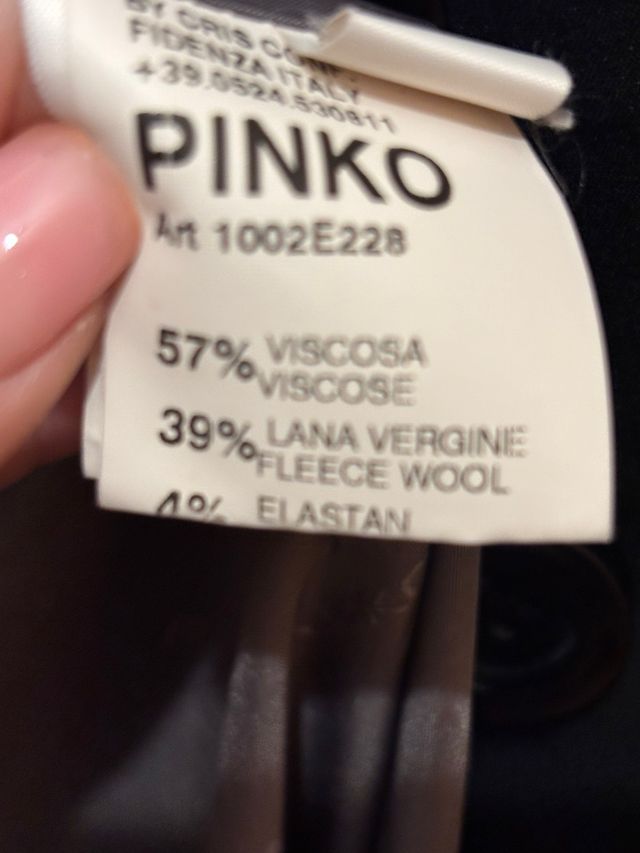 BY CRIS CONF.
FIDENZA ITALY
+39.0524.530811
PINKO
Art 1002E228
57% VISCOSA
VISCOSE
39% LANA VERGINE
FLEECE WOOL
4% ELASTAN